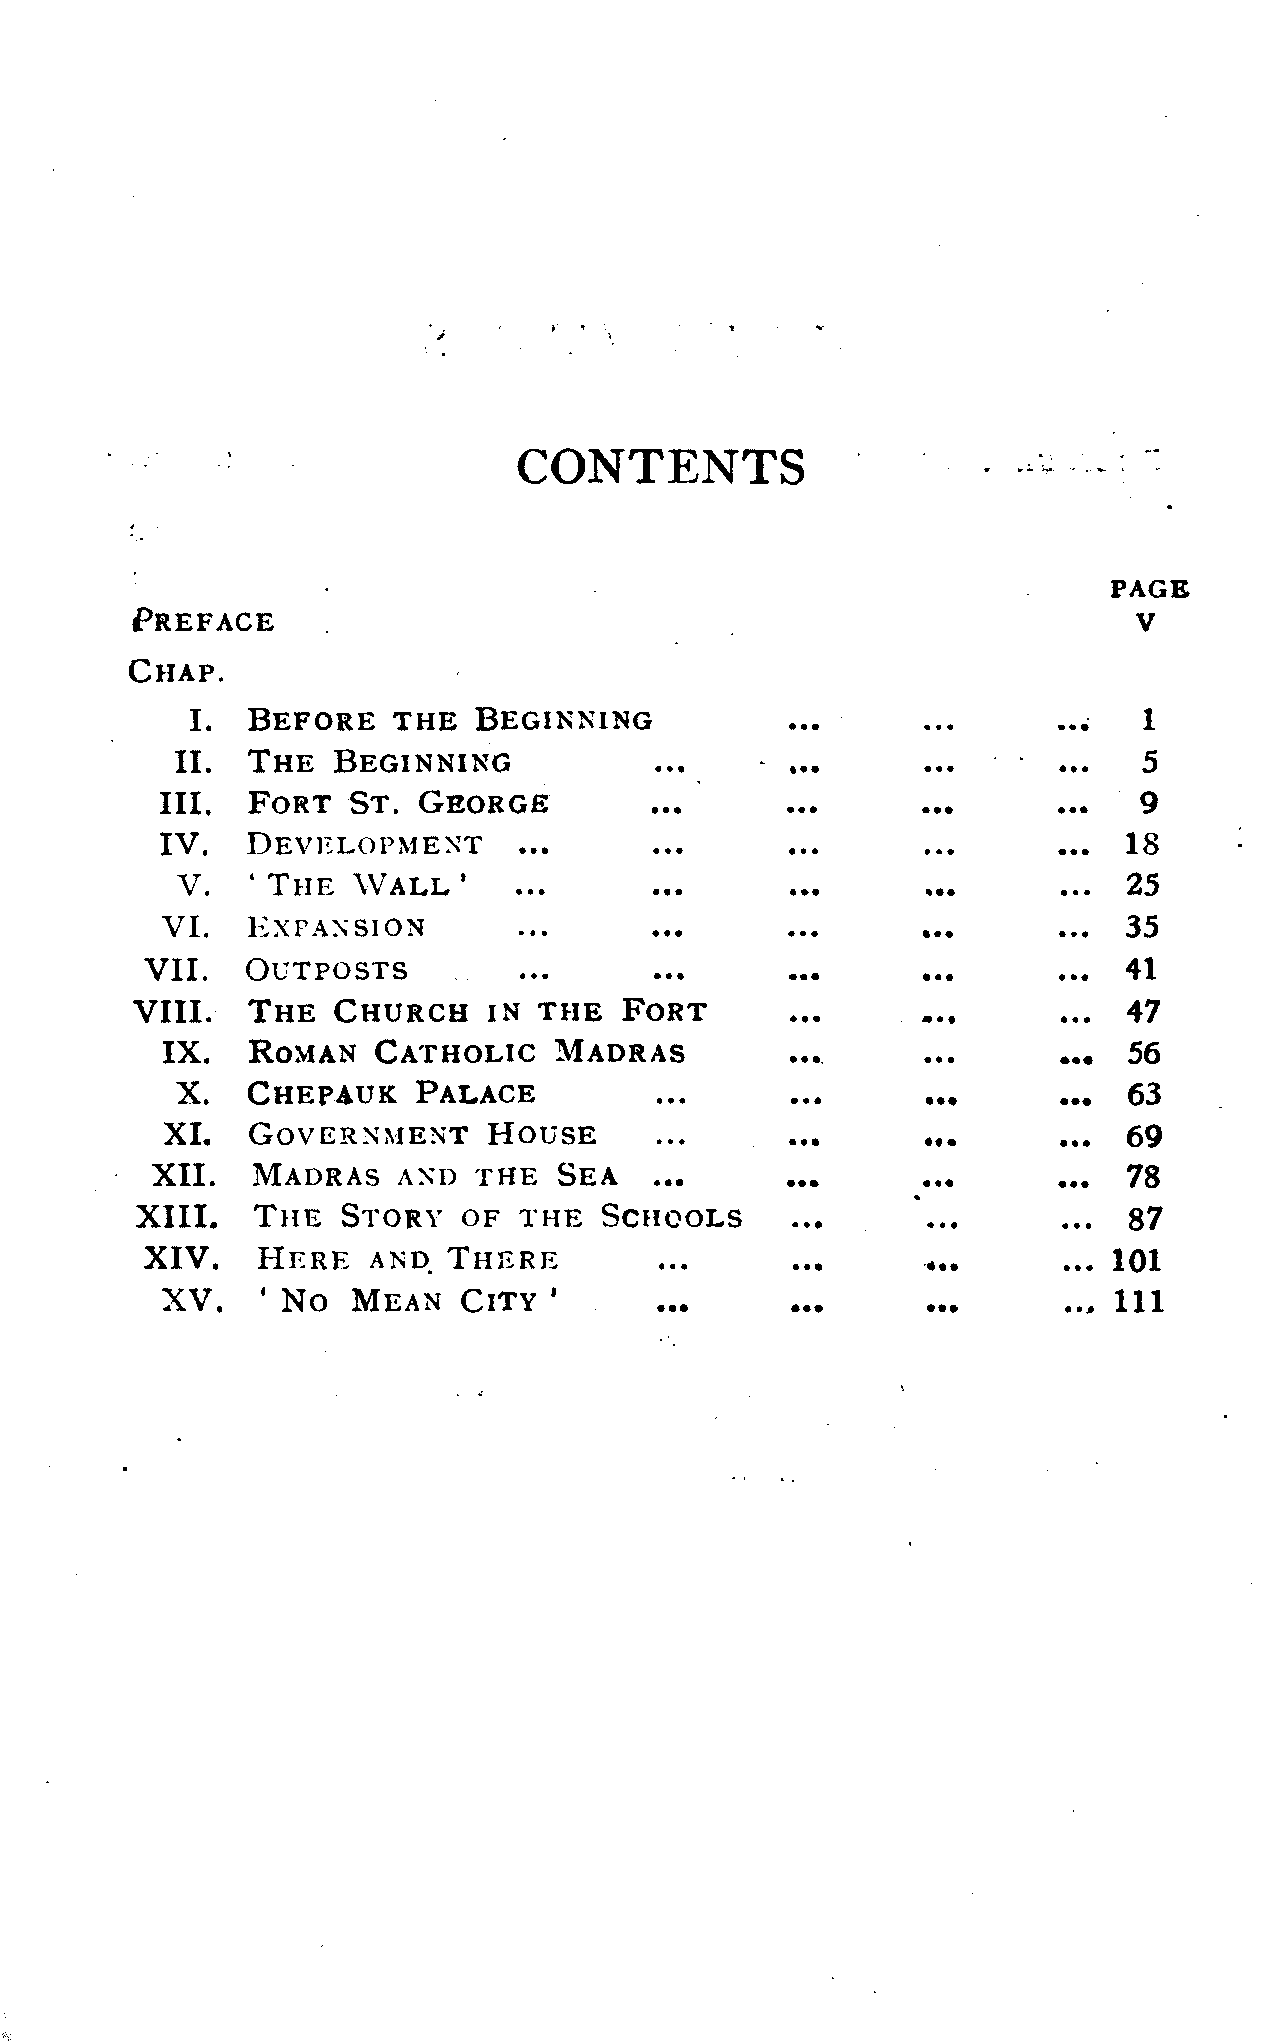 CONTENTS
PAGE
PREFACE V
CHAP.
I. BEFORE THE BEGINNING ... ... ... 1
II. THE BEGINNING ... ... ... ... 5
III. FORT ST. GEORGE ... ... ... ... 9
IV. DEVELOPMENT ... ... ... ... ... 18
V. ' THE WALL ' ... ... ... ... ... 25
VI. EXPANSION ... ... ... ... ... 35
VII. OUTPOSTS ... ... ... ... ... 41
VIII. THE CHURCH IN THE FORT ... ... ... 47
IX. ROMAN CATHOLIC MADRAS ... ... ... 56
X. CHEPAUK PALACE ... ... ... ... 63
XI. GOVERNMENT HOUSE ... ... ... ... 69
XII. MADRAS AND THE SEA ... ... ... ... 78
XIII. THE STORY OF THE SCHOOLS ... ... ... 87
XIV. HERE AND THERE ... ... ... ... 101
XV. ' NO MEAN CITY ' ... ... ... ... 111